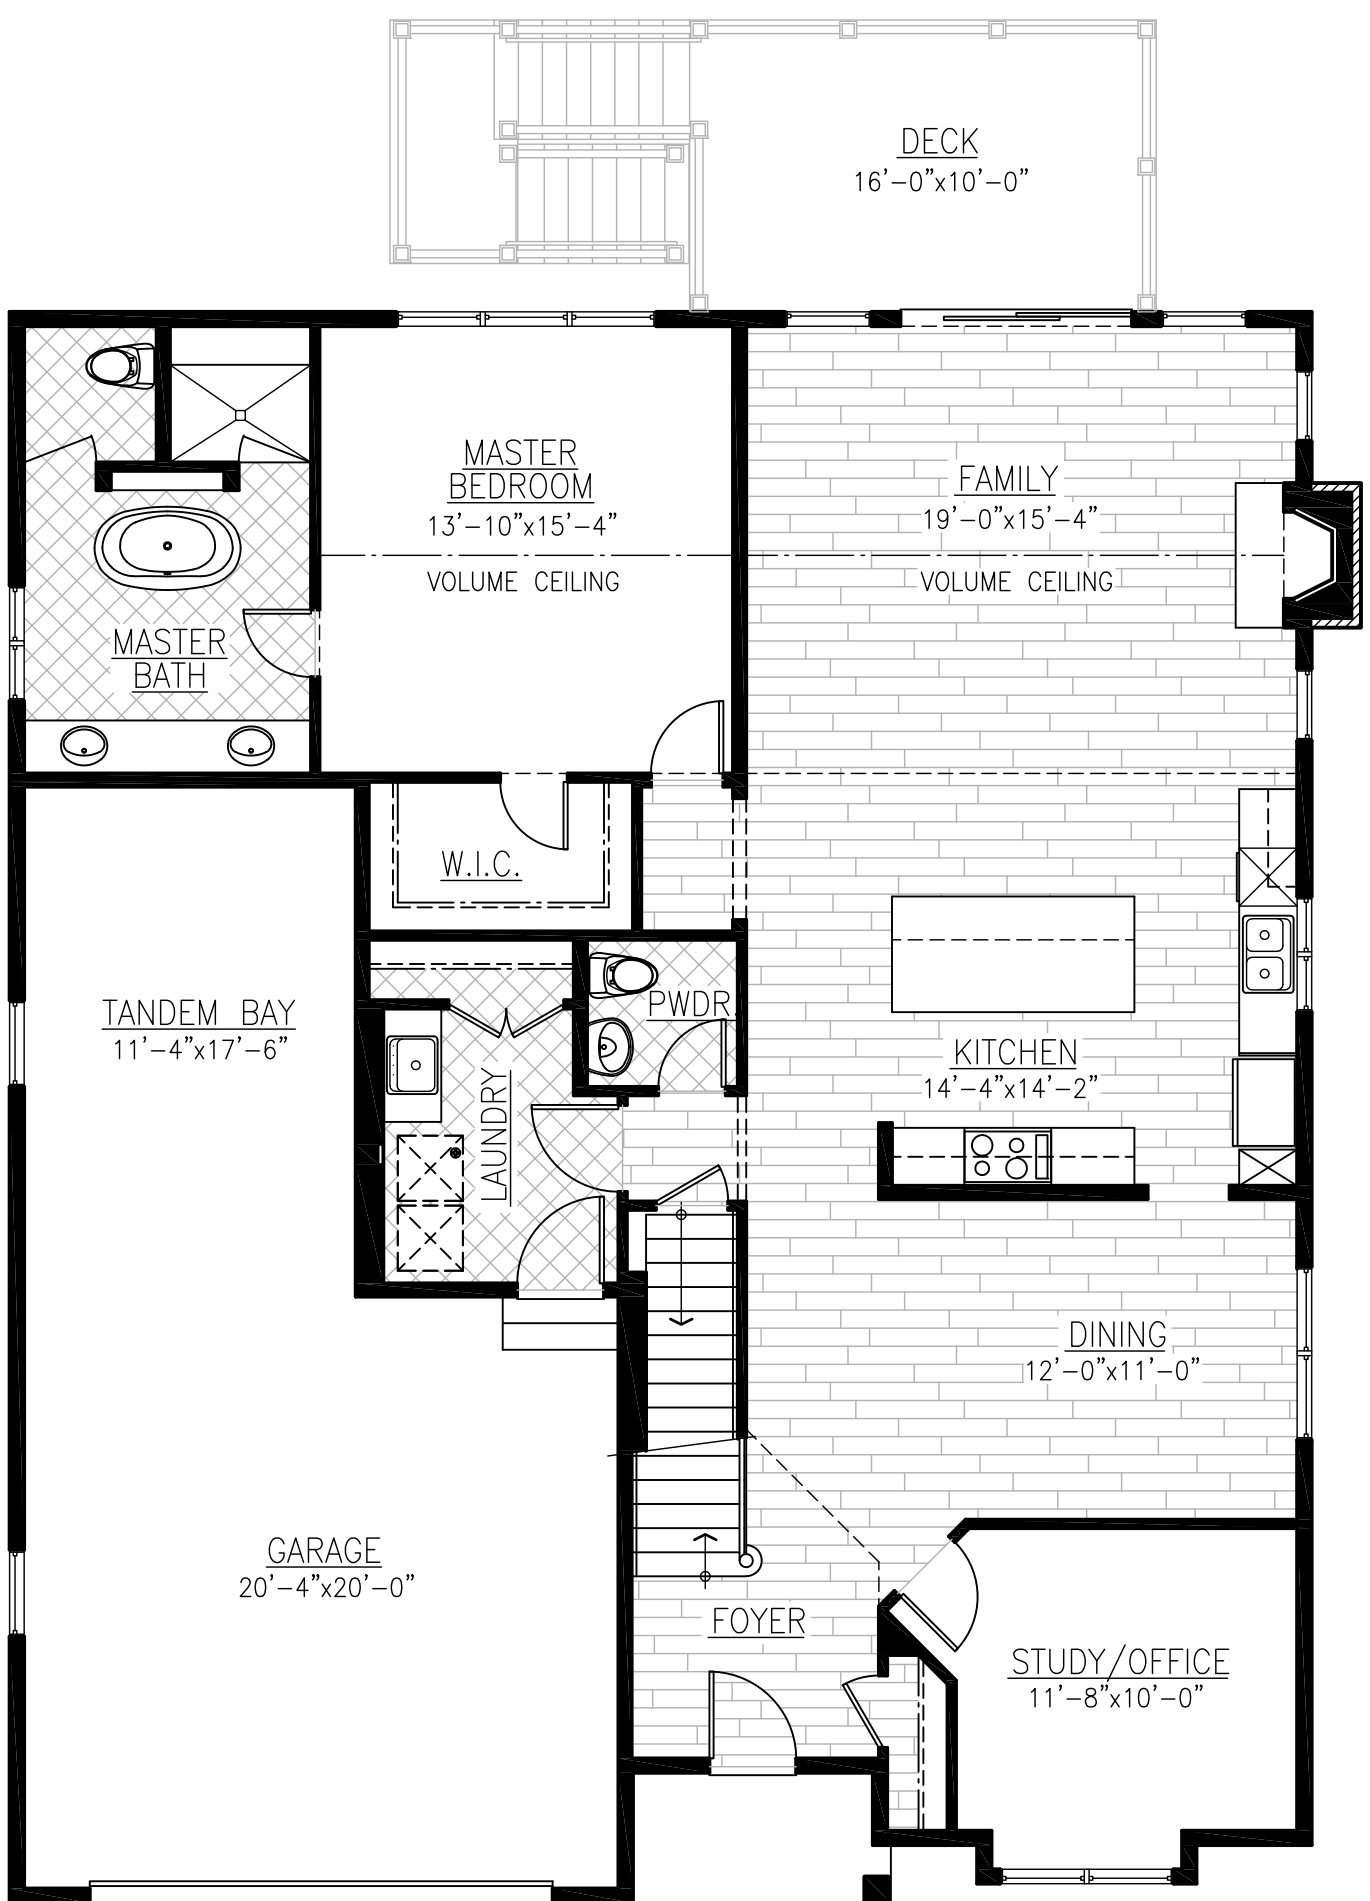 DECK
16'-0"x10'-0"
MASTER
BEDROOM
13'-10"x15'-4"
VOLUME CEILING
FAMILY
19'-0"x15'-4"
VOLUME CEILING
MASTER
BATH
W.I.C.
TANDEM BAY
11'-4"x17'-6"
PWDR
LAUNDRY
KITCHEN
14'-4"x14'-2"
DINING
12'-0"x11'-0"
GARAGE
20'-4"x20'-0"
FOYER
STUDY/OFFICE
11'-8"x10'-0"